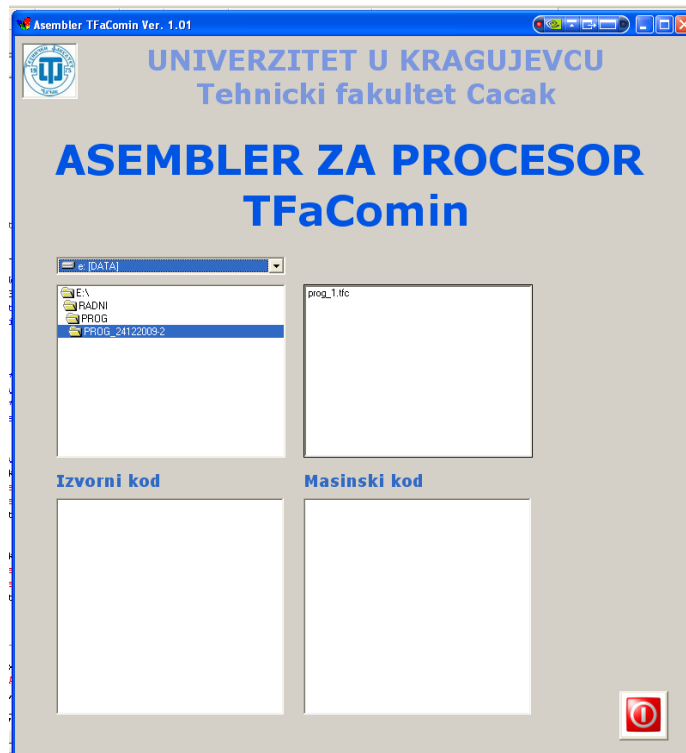 Asembler TFaComin Ver. 1.01
UNIVERZITET U KRAGUJEVCU
Tehnicki fakultet Cacak
ASEMBLER ZA PROCESOR
TFaComin
e: [DATA]
E:\
RADNI
PROG
PROG_24122009-2
prog_1.tfc
Izvorni kod
Masinski kod